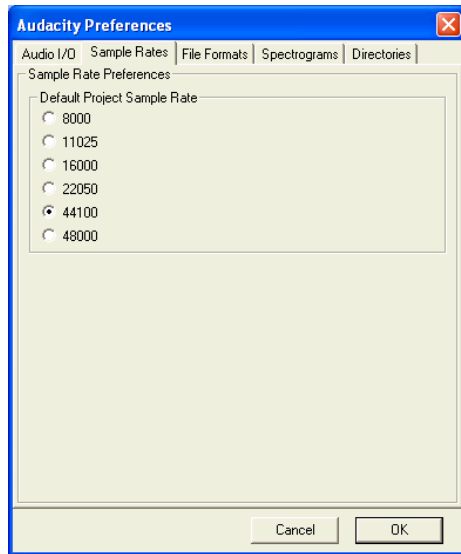 Audacity Preferences
Audio I/O Sample Rates File Formats Spectrograms Directories
Sample Rate Preferences
Default Project Sample Rate
8000
11025
16000
22050
44100
48000
Cancel OK